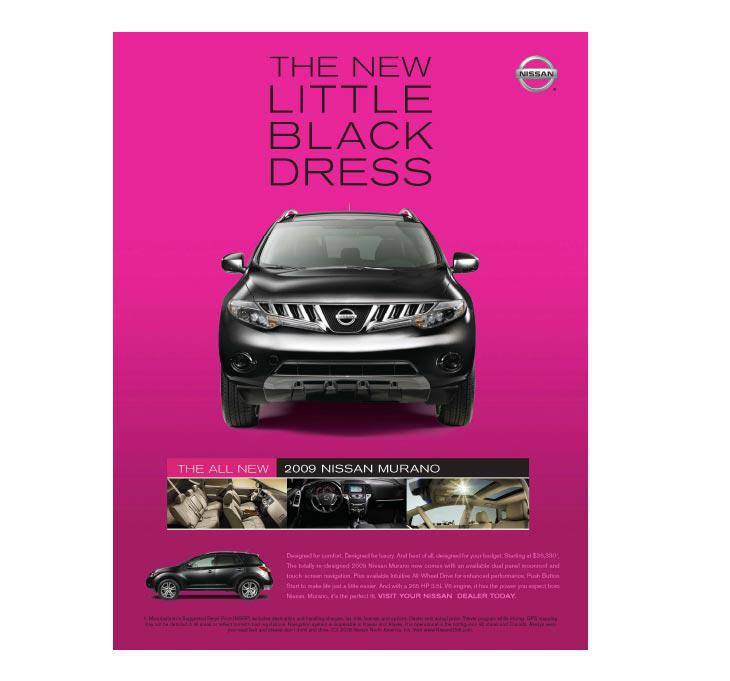 THE NEW
LITTLE
BLACK
DRESS
NISSAN
THE ALL NEW 2009 NISSAN MURANO
Designed for comfort. Designed for luxury. And best of all, designed for your budget. Starting at
The totally re-designed 2009 Nissan Murano now comes with an available dual panel moonroof and
touch-screen navigation. Plus available Intuitive All-Wheel Drive for enhanced performance, Push Button
Start to make life just a little easier. And with a 265 HP 3.5L V6 engine, it has the power you expect from
Nissan. Murano, it's the perfect fit. VISIT YOUR NISSAN DEALER TODAY.